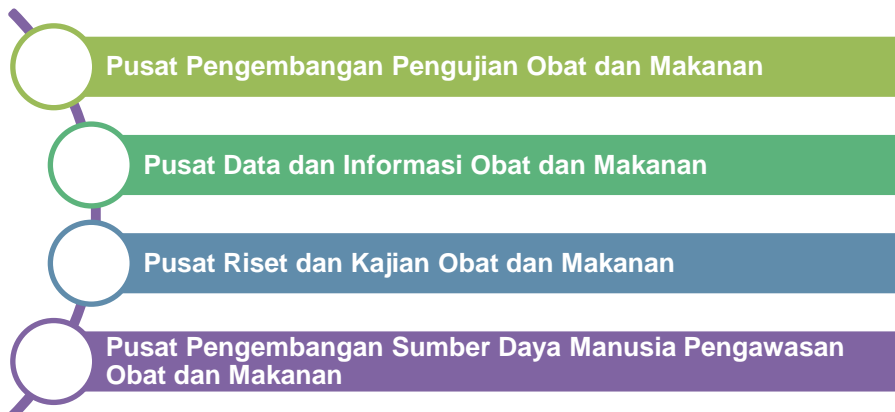 Pusat Pengembangan Pengujian Obat dan Makanan
Pusat Data dan Informasi Obat dan Makanan
Pusat Riset dan Kajian Obat dan Makanan
Pusat Pengembangan Sumber Daya Manusia Pengawasan
Obat dan Makanan